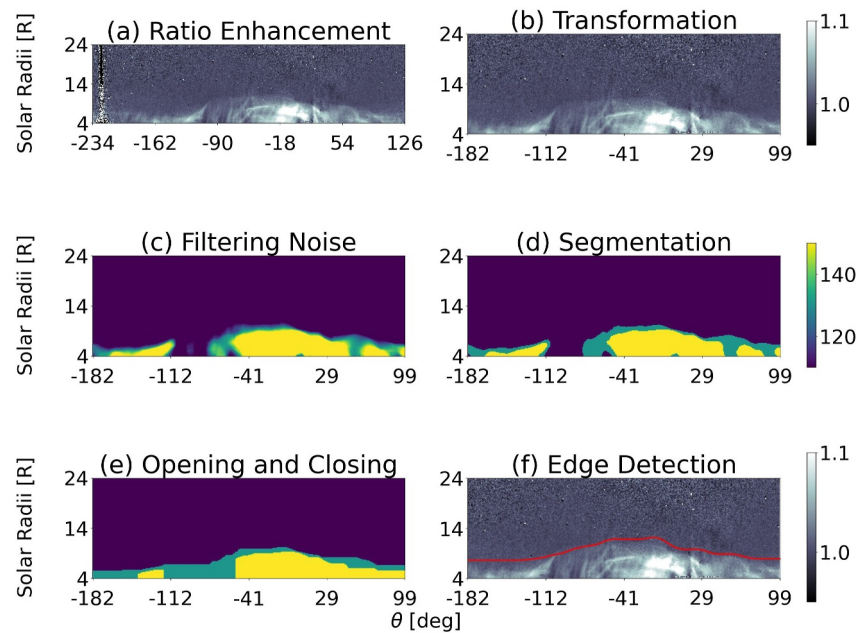 (a) Ratio Enhancement
(b) Transformation
Solar Radii [R]
24
14
4
-234 -162 -90 -18 54 126
24
14
4
-182 -112 -41 29 99
1.1
1.0
(c) Filtering Noise
(d) Segmentation
Solar Radii [R]
24
14
4
-182 -112 -41 29 99
24
14
4
-182 -112 -41 29 99
140
120
(e) Opening and Closing
(f) Edge Detection
Solar Radii [R]
24
14
4
-182 -112 -41 29 99
24
14
4
-182 -112 -41 29 99
1.1
1.0
θ [deg]